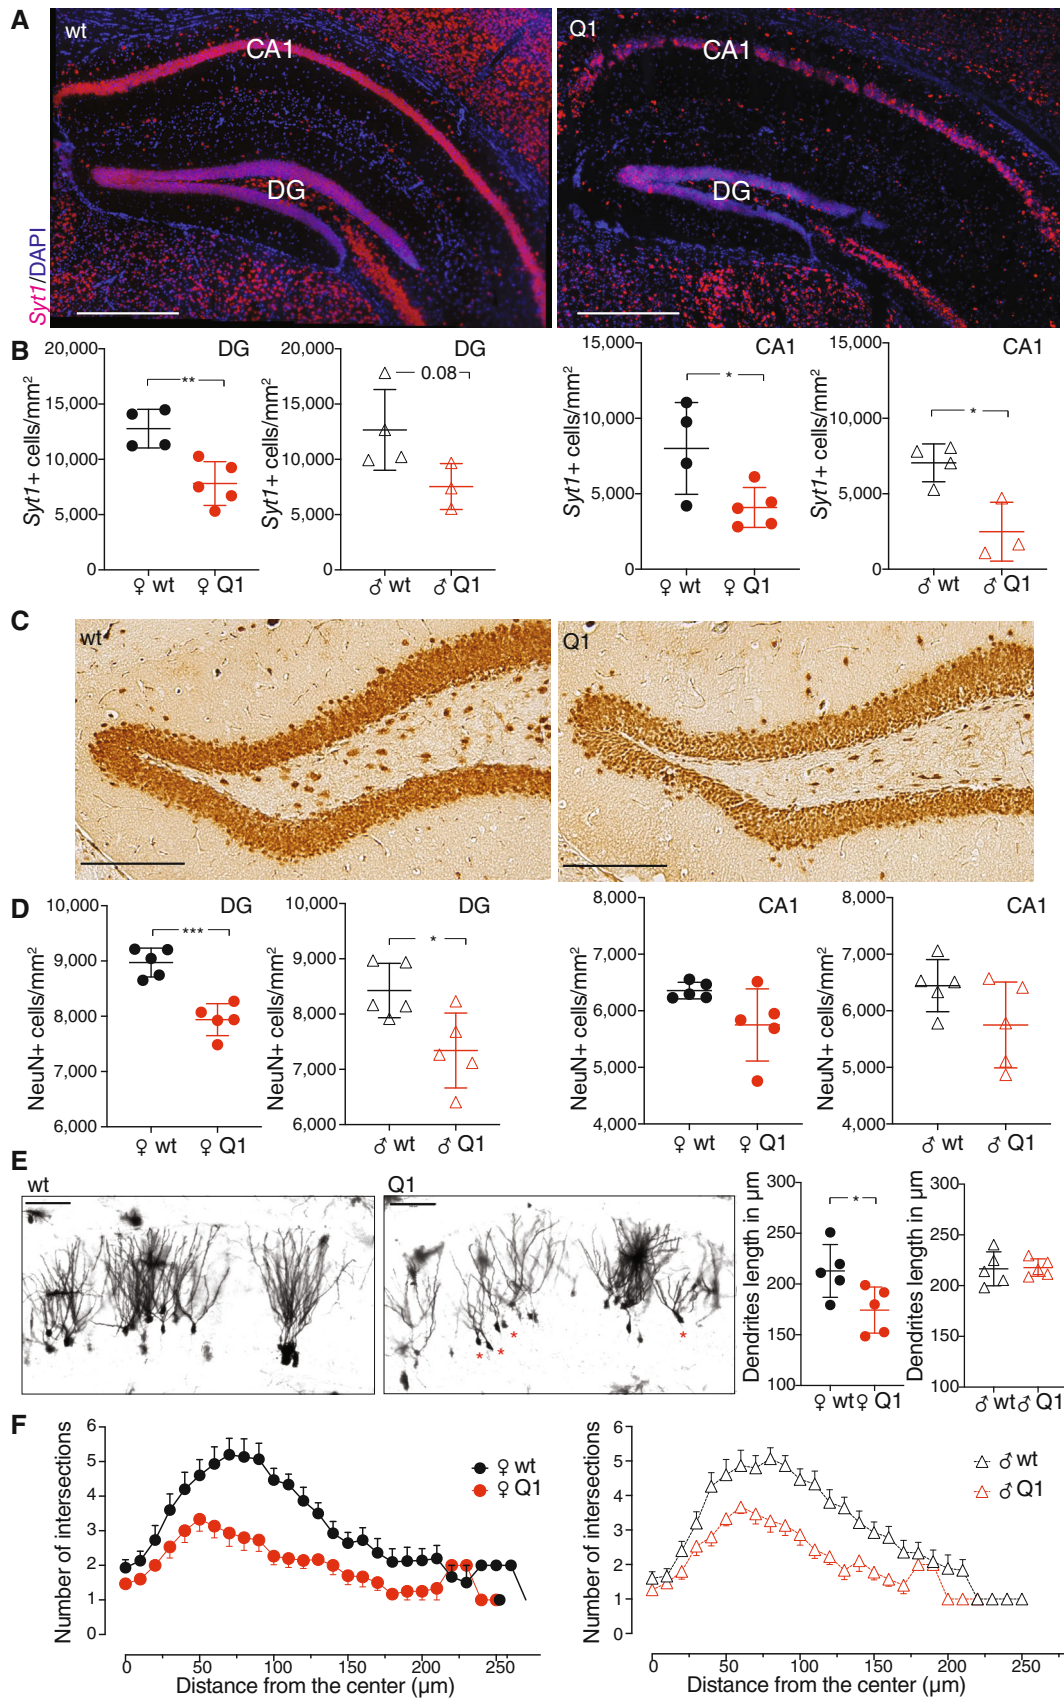 A
wt
CA1
DG
Syt1/DAPI
Q1
CA1
DG
B
Syt1+ cells/mm²
20,000
15,000
10,000
5,000
0
DG
**
♀ wt
♀ Q1
Syt1+ cells/mm²
20,000
15,000
10,000
5,000
0
DG
0.08
♂ wt
♂ Q1
Syt1+ cells/mm²
15,000
10,000
5,000
0
CA1
*
♀ wt
♀ Q1
Syt1+ cells/mm²
15,000
10,000
5,000
0
CA1
*
♂ wt
♂ Q1
C
wt
Q1
D
NeuN+ cells/mm²
10,000
9,000
8,000
7,000
6,000
DG
***
♀ wt
♀ Q1
NeuN+ cells/mm²
10,000
9,000
8,000
7,000
6,000
DG
*
♂ wt
♂ Q1
NeuN+ cells/mm²
8,000
7,000
6,000
5,000
4,000
CA1
♀ wt
♀ Q1
NeuN+ cells/mm²
8,000
7,000
6,000
5,000
4,000
CA1
♂ wt
♂ Q1
E
wt
Q1
* * * *
Dendrites length in µm
300
250
200
150
100
*
♀ wt ♀ Q1
Dendrites length in µm
300
250
200
150
100
♂ wt ♂ Q1
F
Number of intersections
6
5
4
3
2
1
0
♀ wt
♀ Q1
0 50 100 150 200 250
Distance from the center (µm)
Number of intersections
6
5
4
3
2
1
0
♂ wt
♂ Q1
0 50 100 150 200 250
Distance from the center (µm)